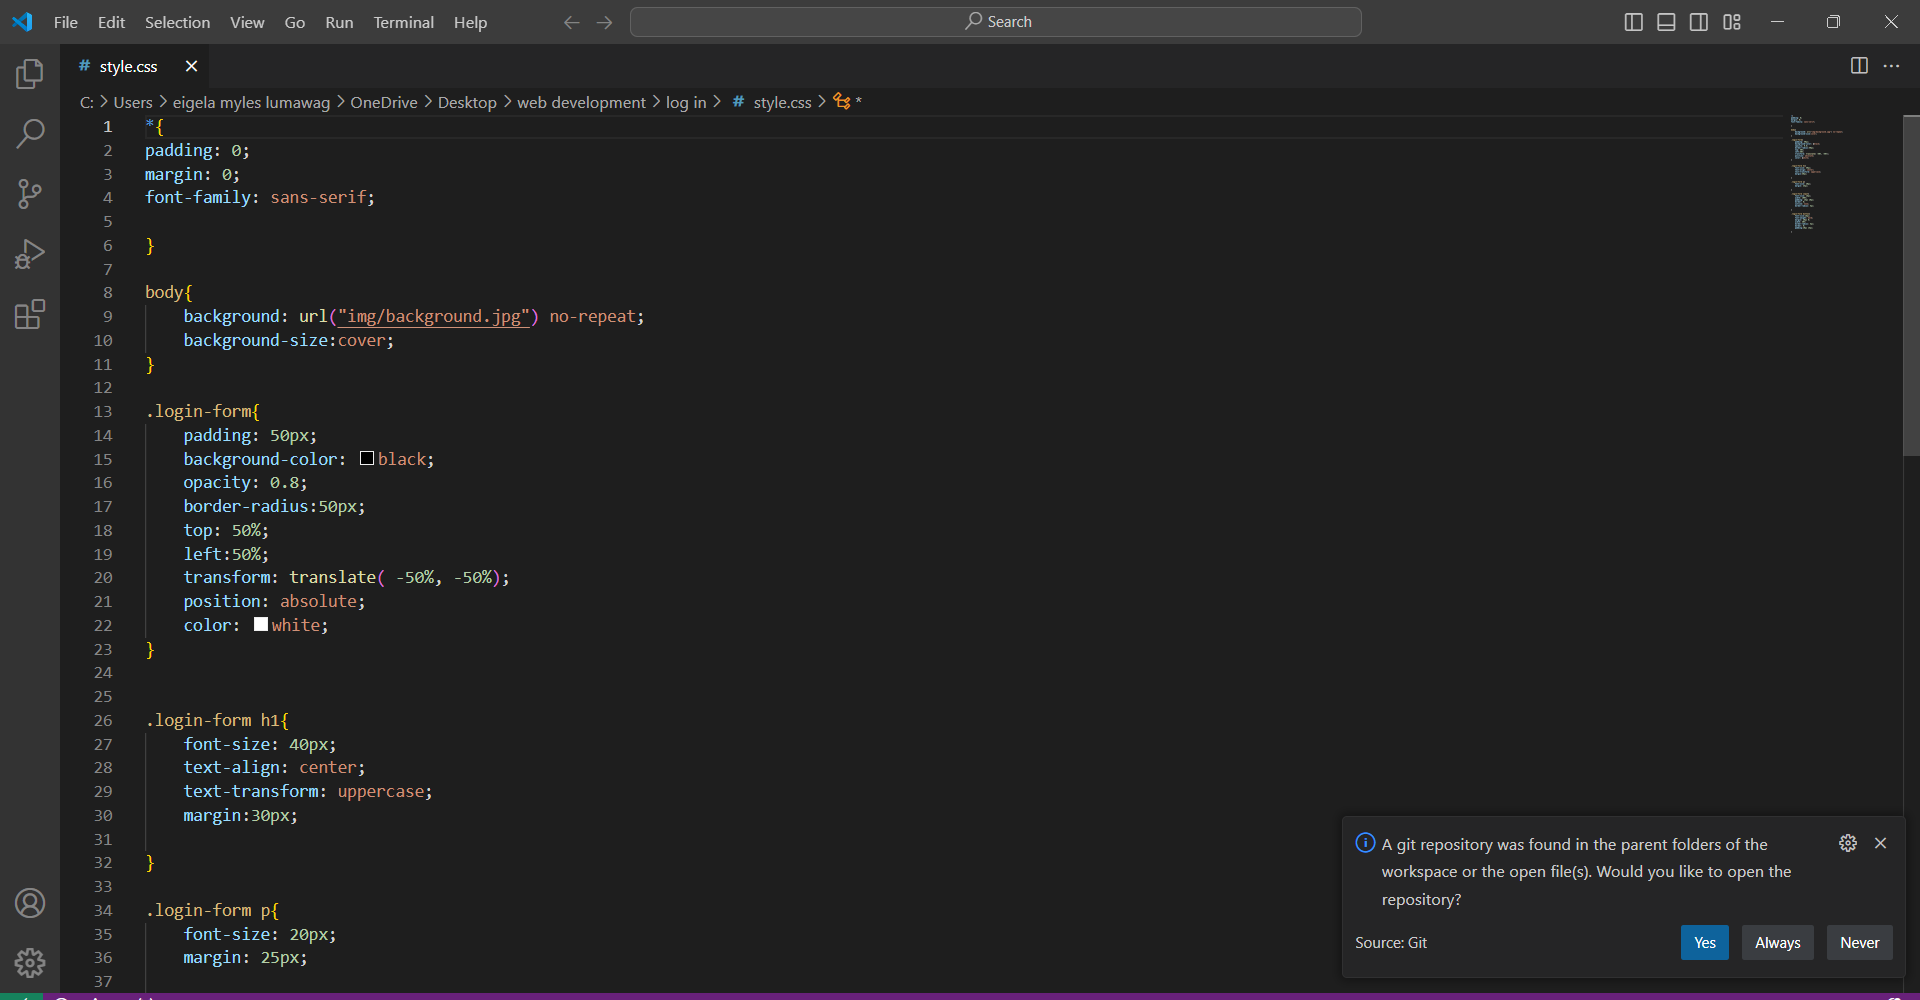 File Edit Selection View Go Run Terminal Help
Search
# style.css
C: > Users > eigela myles lumawag > OneDrive > Desktop > web development > log in > # style.css > *
1 *{
2 padding: 0;
3 margin: 0;
4 font-family: sans-serif;
5
6 }
7
8 body{
9 background: url("img/background.jpg") no-repeat;
10 background-size:cover;
11 }
12
13 .login-form{
14 padding: 50px;
15 background-color: black;
16 opacity: 0.8;
17 border-radius:50px;
18 top: 50%;
19 left:50%;
20 transform: translate( -50%, -50%);
21 position: absolute;
22 color: white;
23 }
24
25
26 .login-form h1{
27 font-size: 40px;
28 text-align: center;
29 text-transform: uppercase;
30 margin:30px;
31
32 }
33
34 .login-form p{
35 font-size: 20px;
36 margin: 25px;
37
A git repository was found in the parent folders of the
workspace or the open file(s). Would you like to open the
repository?
Source: Git
Yes
Always
Never